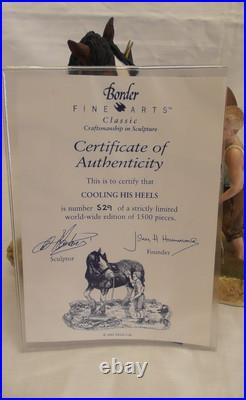 Border
FINE ARTS™
Classic
Craftsmanship in Sculpture
Certificate of
Authenticity
This is to certify that
COOLING HIS HEELS
is number 529 of a strictly limited
world-wide edition of 1500 pieces.
Sculptor
Founder